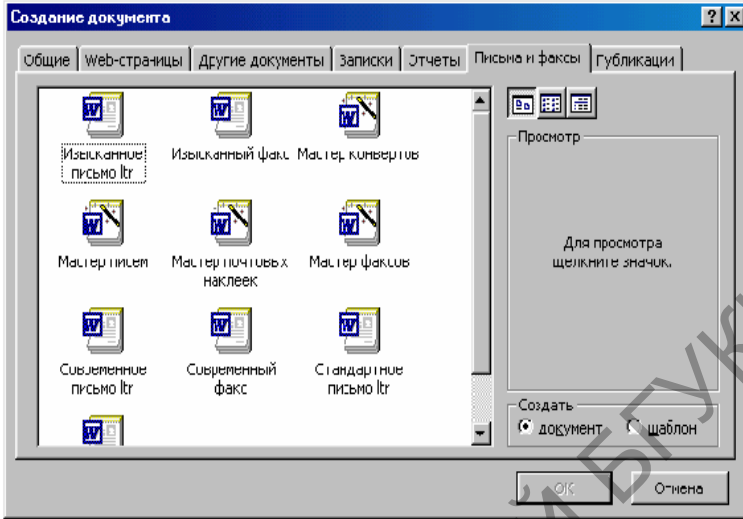 Создание документа
Общие Web-страницы Другие документы Записки Отчеты Письма и факсы Публикации
Изысканное письмо ltr
Изысканный факс
Мастер конвертов
Мастер писем
Мастер почтовых наклеек
Мастер факсов
Современное письмо ltr
Современный факс
Стандартное письмо ltr
Просмотр
Для просмотра
щелкните значок.
Создать
документ шаблон
OK Отмена
БГУК